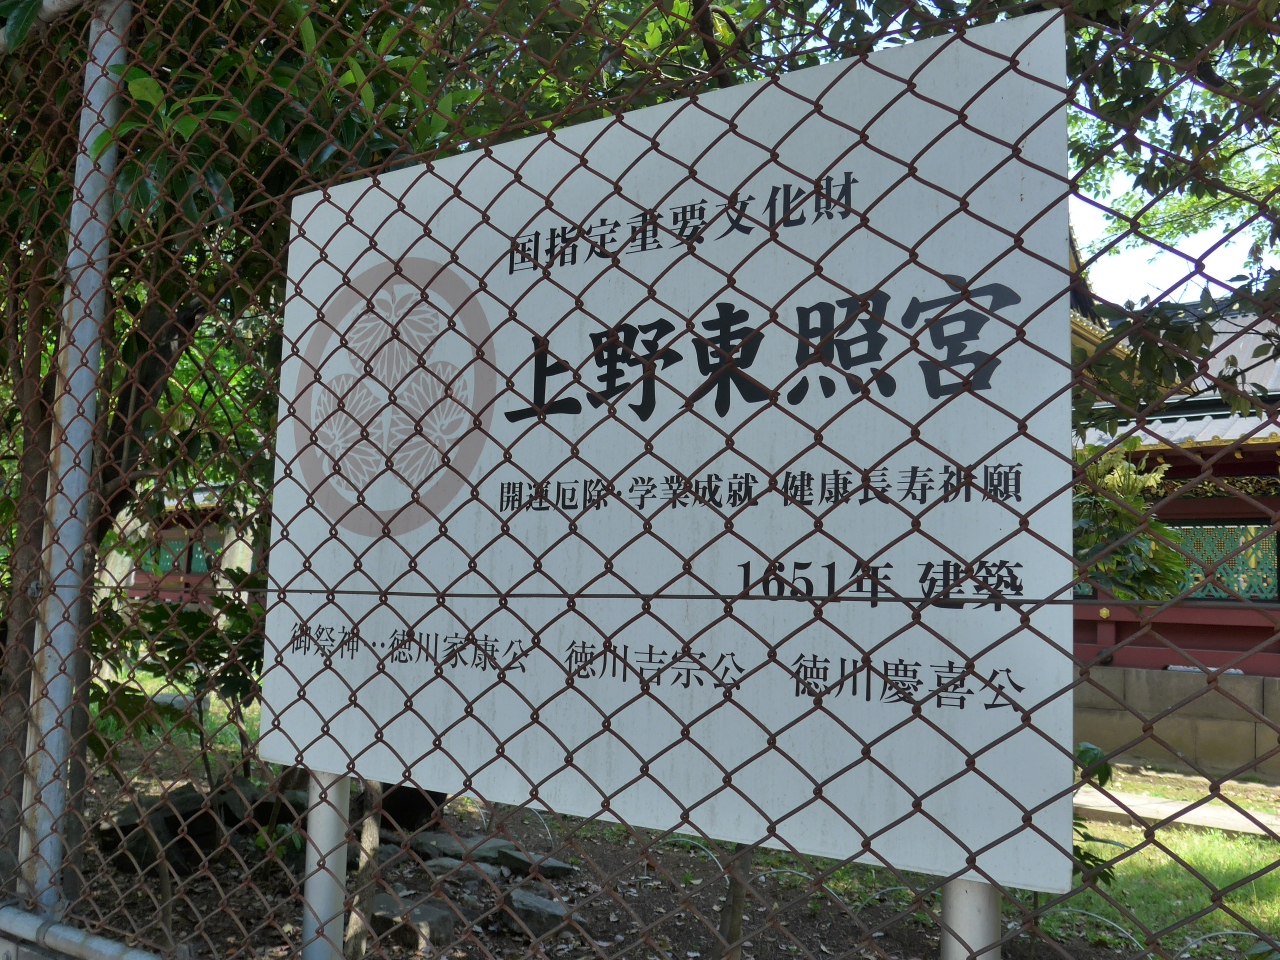 国指定重要文化財
上野東照宮
開運厄除・学業成就 健康長寿祈願
1651年 建築
御祭神‥徳川家康公 徳川吉宗公 徳川慶喜公